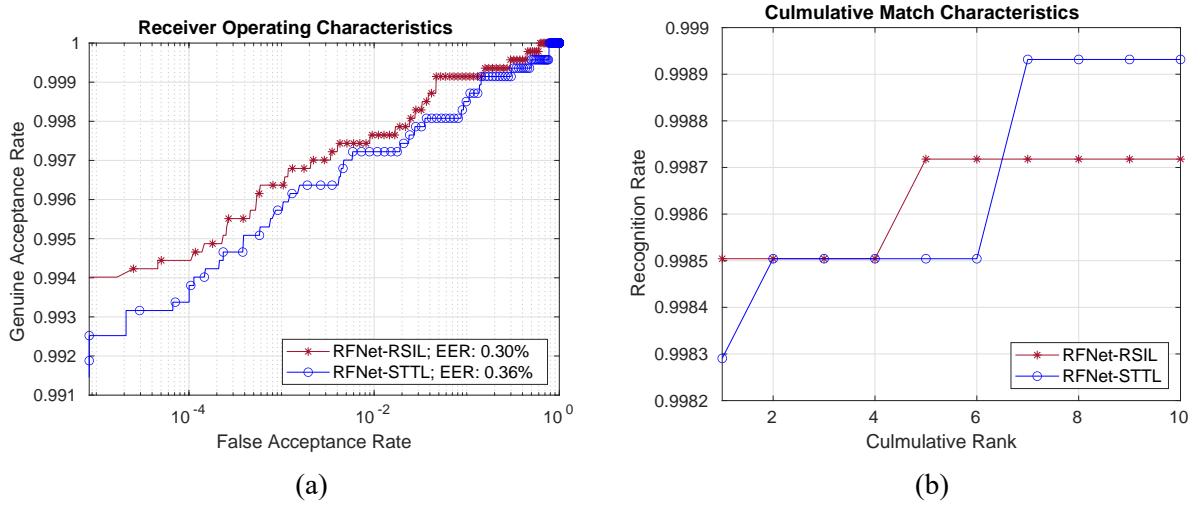 Receiver Operating Characteristics
1
0.999
0.998
0.997
0.996
0.995
0.994
0.993
0.992
0.991
Genuine Acceptance Rate
RFNet-RSIL; EER: 0.30%
RFNet-STTL; EER: 0.36%
10⁻⁴ 10⁻² 10⁰
False Acceptance Rate
(a)
Culmulative Match Characteristics
0.999
0.9989
0.9988
0.9987
0.9986
0.9985
0.9984
0.9983
0.9982
Recognition Rate
RFNet-RSIL
RFNet-STTL
2 4 6 8 10
Culmulative Rank
(b)